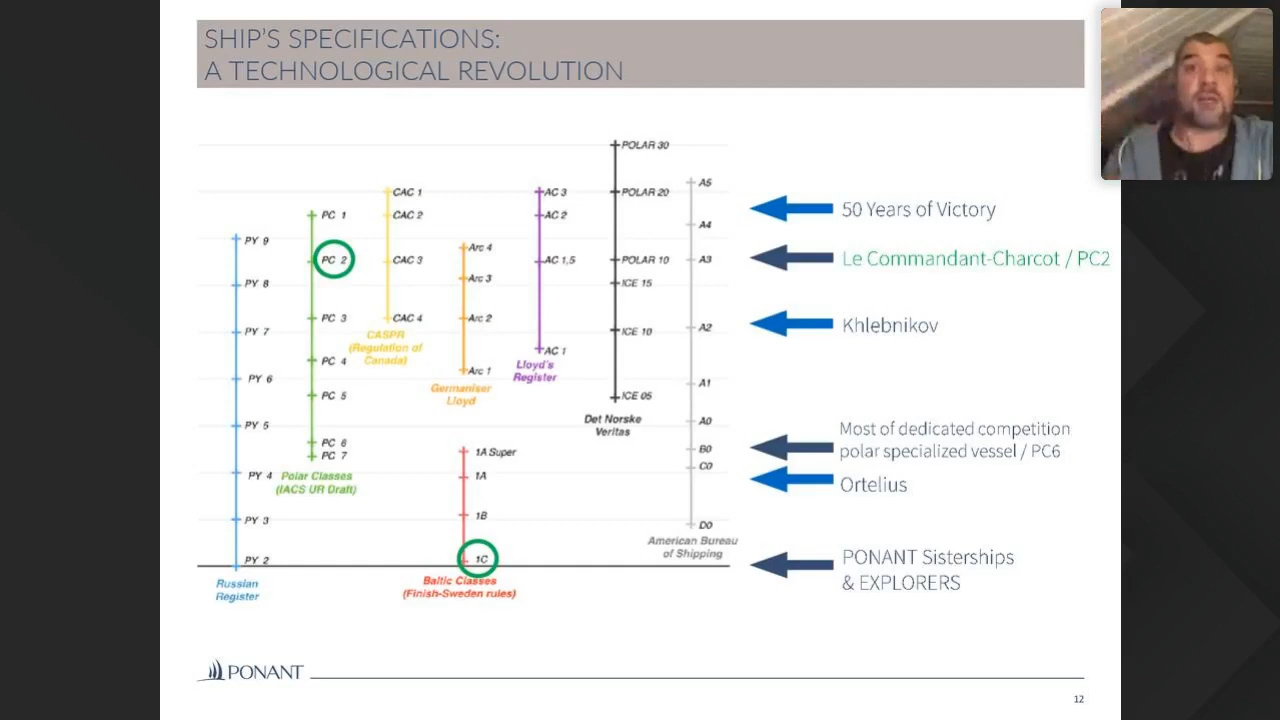 SHIP'S SPECIFICATIONS:
A TECHNOLOGICAL REVOLUTION
PY 9
PY 8
PY 7
PY 6
PY 5
PY 4
PY 3
PY 2
Russian
Register
PC 1
PC 2
PC 3
PC 4
PC 5
PC 6
PC 7
Polar Classes
(IACS UR Draft)
CAC 1
CAC 2
CAC 3
CAC 4
CASPR
(Regulation of
Canada)
Arc 4
Arc 3
Arc 2
Arc 1
Germaniser
Lloyd
1A Super
1A
1B
1C
Baltic Classes
(Finish-Sweden rules)
AC 3
AC 2
AC 1,5
AC 1
Lloyd's
Register
POLAR 30
POLAR 20
POLAR 10
ICE 15
ICE 10
ICE 05
Det Norske
Veritas
A5
A4
A3
A2
A1
A0
B0
C0
D0
American Bureau
of Shipping
50 Years of Victory
Le Commandant-Charcot / PC2
Khlebnikov
Most of dedicated competition
polar specialized vessel / PC6
Ortelius
PONANT Sisterships
& EXPLORERS
PONANT
12